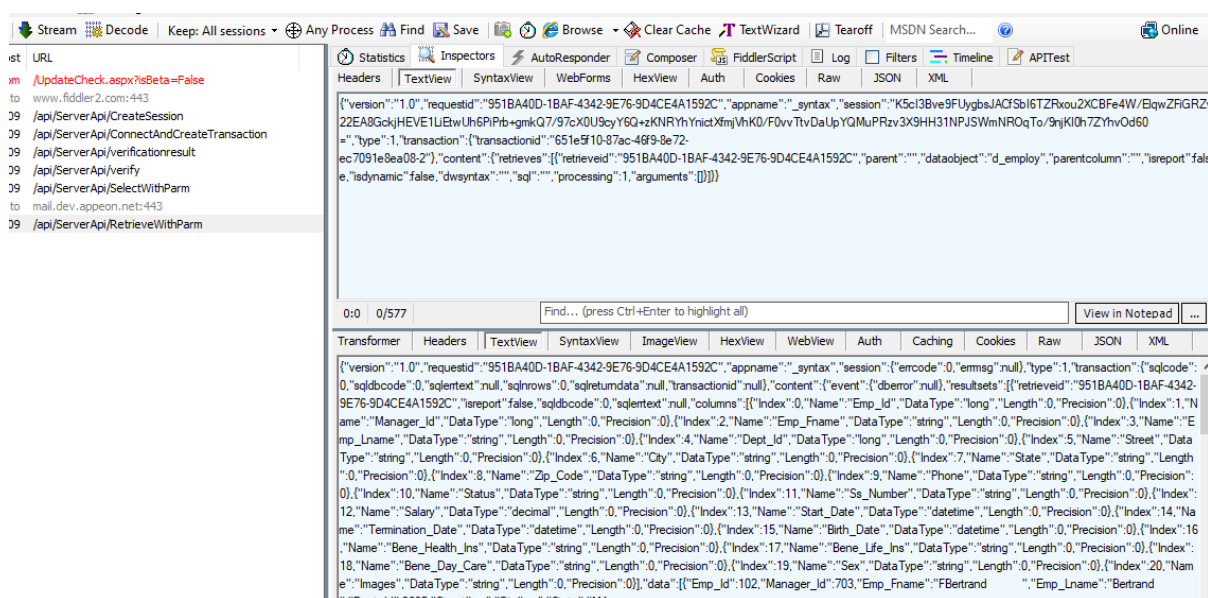 Stream Decode Keep: All sessions Any Process Find Save Browse Clear Cache TextWizard Tearoff MSDN Search... Online
URL
/UpdateCheck.aspx?isBeta=False
www.fiddler2.com:443
/api/ServerApi/CreateSession
/api/ServerApi/ConnectAndCreateTransaction
/api/ServerApi/verificationresult
/api/ServerApi/verify
/api/ServerApi/SelectWithParm
mail.dev.appeon.net:443
/api/ServerApi/RetrieveWithParm
Statistics Inspectors AutoResponder Composer FiddlerScript Log Filters Timeline APITest
Headers TextView SyntaxView WebForms HexView Auth Cookies Raw JSON XML
{"version":"1.0","requestid":"951BA40D-1BAF-4342-9E76-9D4CE4A1592C","appname":"_syntax","session":
=","type":1,"transaction":{"transactionid":"651e5f10-87ac-46f9-8e72-
ec7091e8ea08-2"},"content":{"retrieves":[{"retrieveid":"951BA40D-1BAF-4342-9E76-9D4CE4A1592C","parent":"","dataobject":"d_employ","parentcolumn":"","isreport":fals
e,"isdynamic":false,"dwsyntax":"","sql":"","processing":1,"arguments":[]}]}}
0:0 0/577 Find... (press Ctrl+Enter to highlight all) View in Notepad ...
Transformer Headers TextView SyntaxView ImageView HexView WebView Auth Caching Cookies Raw JSON XML
{"version":"1.0","requestid":"951BA40D-1BAF-4342-9E76-9D4CE4A1592C","appname":"_syntax","session":{"errcode":0,"errmsg":null},"type":1,"transaction":{"sqlcode":
0,"sqldbcode":0,"sqlerrtext":null,"sqlnrows":0,"sqlreturndata":null,"transactionid":null},"content":{"event":{"dberror":null},"resultsets":[{"retrieveid":"951BA40D-1BAF-4342-
9E76-9D4CE4A1592C","isreport":false,"sqldbcode":0,"sqlerrtext":null,"columns":[{"Index":0,"Name":"Emp_Id","DataType":"long","Length":0,"Precision":0},{"Index":1,"N
ame":"Manager_Id","DataType":"long","Length":0,"Precision":0},{"Index":2,"Name":"Emp_Fname","DataType":"string","Length":0,"Precision":0},{"Index":3,"Name":"E
mp_Lname","DataType":"string","Length":0,"Precision":0},{"Index":4,"Name":"Dept_Id","DataType":"long","Length":0,"Precision":0},{"Index":5,"Name":"Street","Data
Type":"string","Length":0,"Precision":0},{"Index":6,"Name":"City","DataType":"string","Length":0,"Precision":0},{"Index":7,"Name":"State","DataType":"string","Length
":0,"Precision":0},{"Index":8,"Name":"Zip_Code","DataType":"string","Length":0,"Precision":0},{"Index":9,"Name":"Phone","DataType":"string","Length":0,"Precision":
0},{"Index":10,"Name":"Status","DataType":"string","Length":0,"Precision":0},{"Index":11,"Name":"Ss_Number","DataType":"string","Length":0,"Precision":0},{"Index":
12,"Name":"Salary","DataType":"decimal","Length":0,"Precision":0},{"Index":13,"Name":"Start_Date","DataType":"datetime","Length":0,"Precision":0},{"Index":14,"Na
me":"Termination_Date","DataType":"datetime","Length":0,"Precision":0},{"Index":15,"Name":"Birth_Date","DataType":"datetime","Length":0,"Precision":0},{"Index":16
,"Name":"Bene_Health_Ins","DataType":"string","Length":0,"Precision":0},{"Index":17,"Name":"Bene_Life_Ins","DataType":"string","Length":0,"Precision":0},{"Index":
18,"Name":"Bene_Day_Care","DataType":"string","Length":0,"Precision":0},{"Index":19,"Name":"Sex","DataType":"string","Length":0,"Precision":0},{"Index":20,"Nam
e":"Images","DataType":"string","Length":0,"Precision":0}],"data":[{"Emp_Id":102,"Manager_Id":703,"Emp_Fname":"FBertrand ","Emp_Lname":"Bertrand